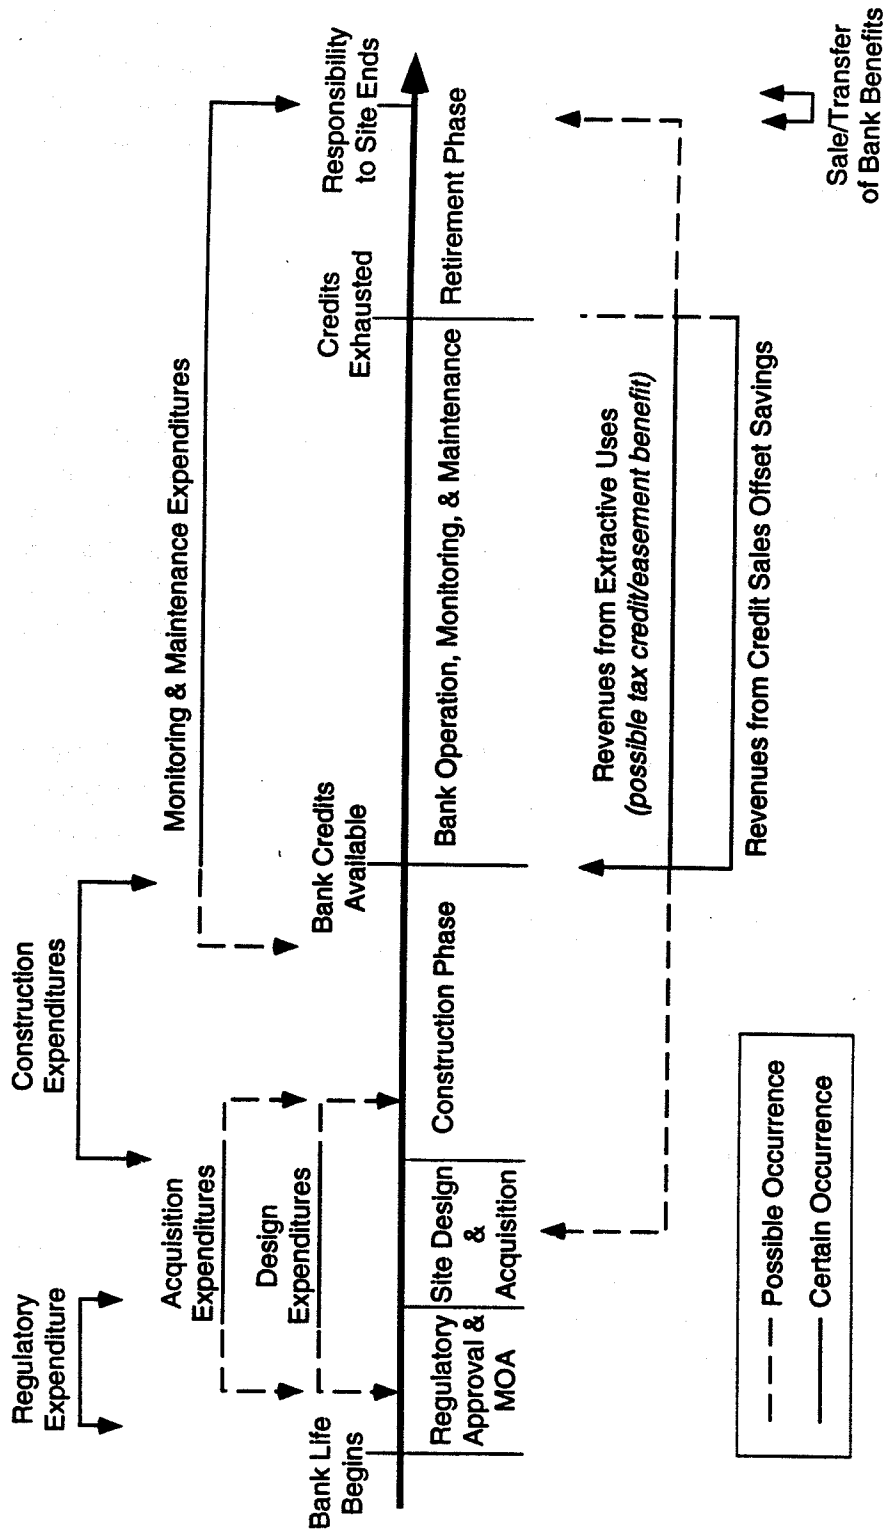 Regulatory
Expenditure
Construction
Expenditures
Acquisition
Expenditures
Monitoring & Maintenance Expenditures
Design
Expenditures
Bank Life
Begins
Bank Credits
Available
Credits
Exhausted
Responsibility
to Site Ends
Regulatory
Approval &
MOA
Site Design
&
Acquisition
Construction Phase
Bank Operation, Monitoring, & Maintenance
Retirement Phase
Revenues from Extractive Uses
(possible tax credit/easement benefit)
Revenues from Credit Sales Offset Savings
Sale/Transfer
of Bank Benefits
Possible Occurrence
Certain Occurrence